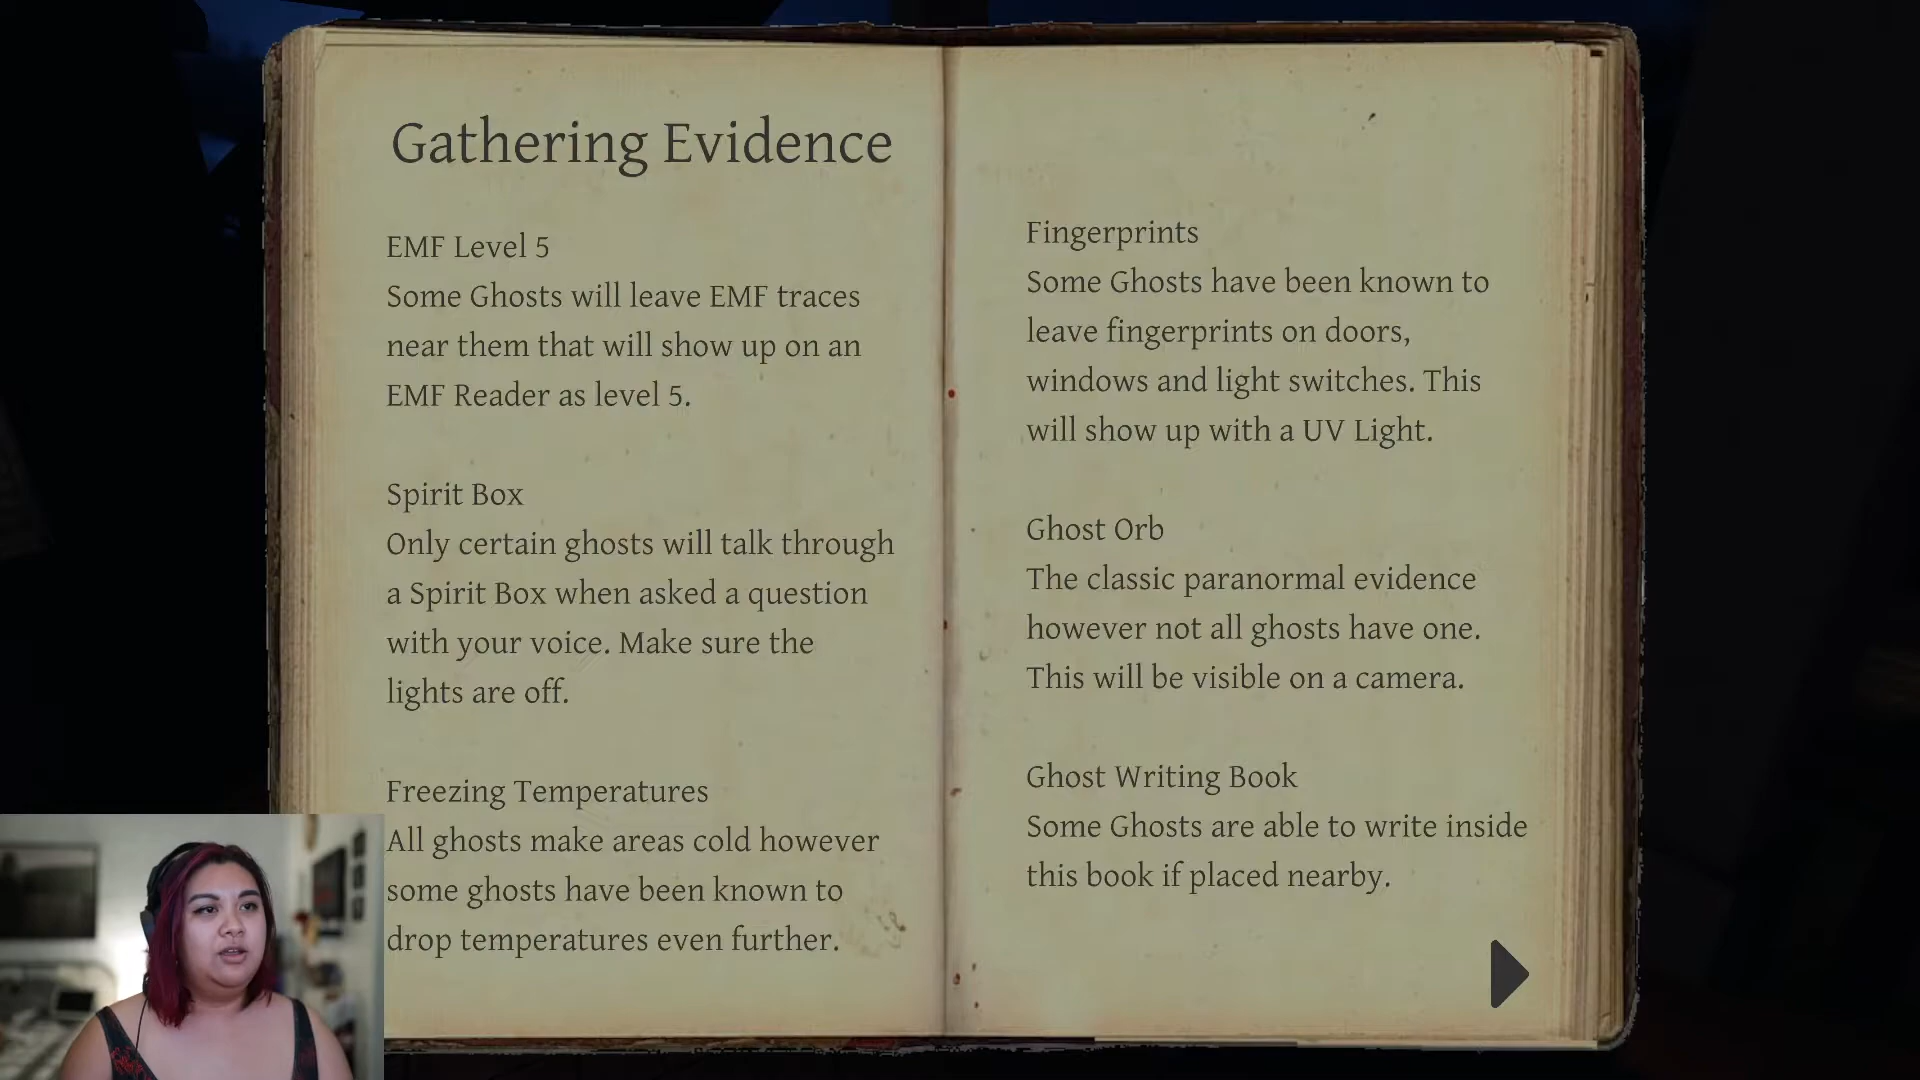 Gathering Evidence
EMF Level 5
Some Ghosts will leave EMF traces
near them that will show up on an
EMF Reader as level 5.
Spirit Box
Only certain ghosts will talk through
a Spirit Box when asked a question
with your voice. Make sure the
lights are off.
Freezing Temperatures
All ghosts make areas cold however
some ghosts have been known to
drop temperatures even further.
Fingerprints
Some Ghosts have been known to
leave fingerprints on doors,
windows and light switches. This
will show up with a UV Light.
Ghost Orb
The classic paranormal evidence
however not all ghosts have one.
This will be visible on a camera.
Ghost Writing Book
Some Ghosts are able to write inside
this book if placed nearby.